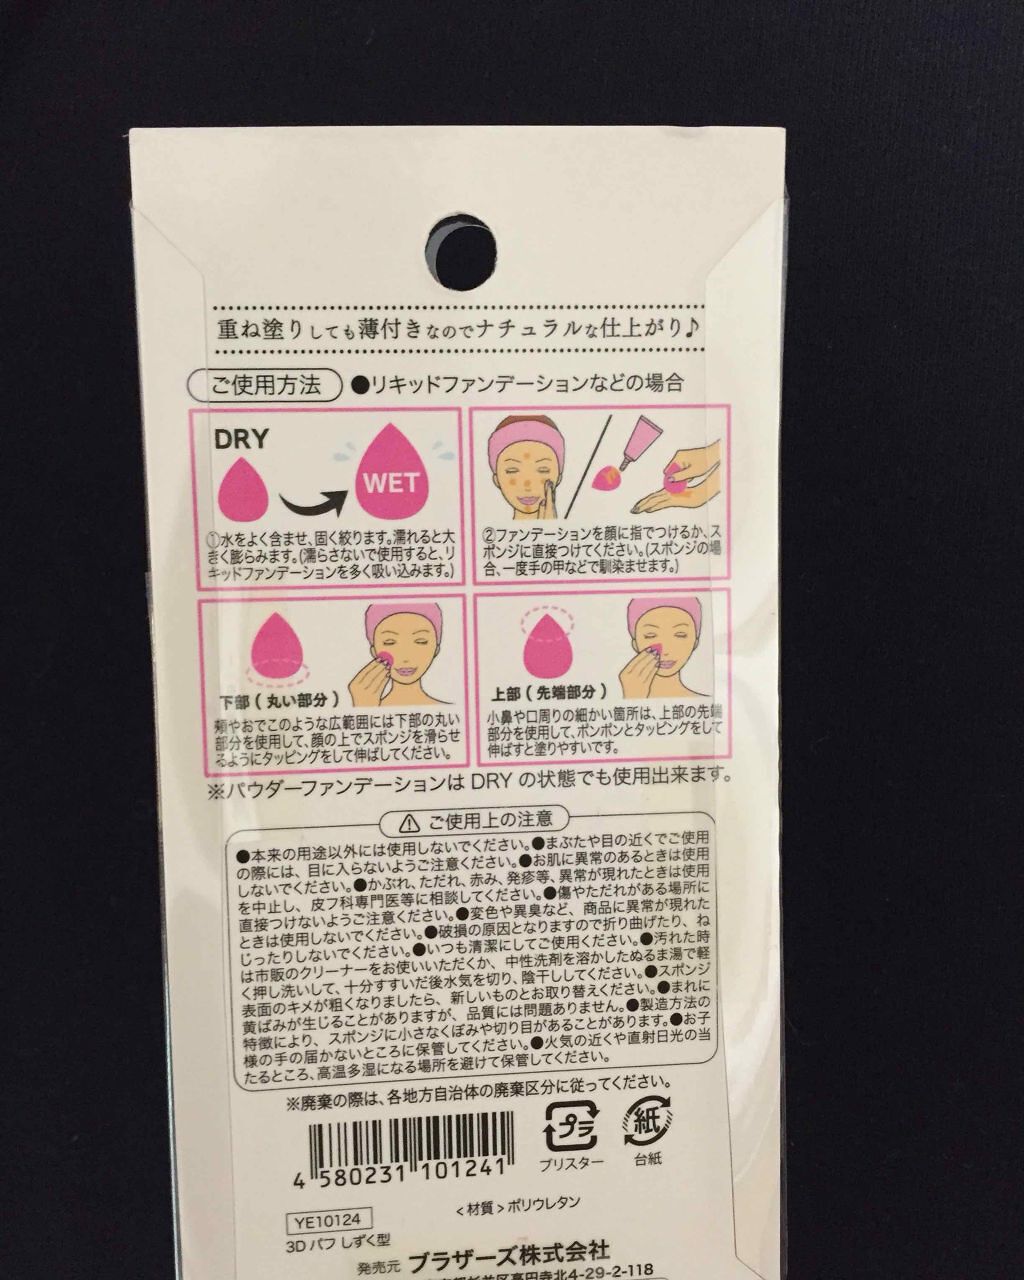 重ね塗りしても薄付きなのでナチュラルな仕上がり♪
ご使用方法 ●リキッドファンデーションなどの場合
DRY
WET
①水をよく含ませ、固く絞ります。濡れると大
きく膨らみます。(濡らさないで使用すると、リ
キッドファンデーションを多く吸い込みます。)
②ファンデーションを顔に指でつけるか、ス
ポンジに直接つけてください。(スポンジの場
合、一度手の甲などで馴染ませます。)
下部(丸い部分)
頬やおでこのような広範囲には下部の丸い
部分を使用して、顔の上でスポンジを滑らせ
るようにタッピングをして伸ばしてください。
上部(先端部分)
小鼻や口周りの細かい箇所は、上部の先端
部分を使用して、ポンポンとタッピングをして
伸ばすと塗りやすいです。
※パウダーファンデーションは DRY の状態でも使用出来ます。
ご使用上の注意
●本来の用途以外には使用しないでください。●まぶたや目の近くでご使用
の際には、目に入らないようご注意ください。●お肌に異常のあるときは使用
しないでください。●かぶれ、ただれ、赤み、発疹等、異常が現れたときは使用
を中止し、皮フ科専門医等に相談してください。●傷やただれがある場所に
直接つけないようご注意ください。●変色や異臭など、商品に異常が現れた
ときは使用しないでください。●破損の原因となりますので折り曲げたり、ね
じったりしないでください。●いつも清潔にしてご使用ください。●汚れた時
は市販のクリーナーをお使いいただくか、中性洗剤を溶かしたぬるま湯で軽
く押し洗いして、十分すすいだ後水気を切り、陰干ししてください。●スポンジ
表面のキメが粗くなりましたら、新しいものとお取り替えください。●まれに
黄ばみが生じることがありますが、品質には問題ありません。●製造方法の
特徴により、スポンジに小さなくぼみや切り目があることがあります。●お子
様の手の届かないところに保管してください。●火気の近くや直射日光の当
たるところ、高温多湿になる場所を避けて保管してください。
※廃棄の際は、各地方自治体の廃棄区分に従ってください。
4 580231 101241
プラ
ブリスター
紙
台紙
<材質>ポリウレタン
YE10124
3D パフ しずく型
発売元 ブラザーズ株式会社
高円寺北4-29-2-118